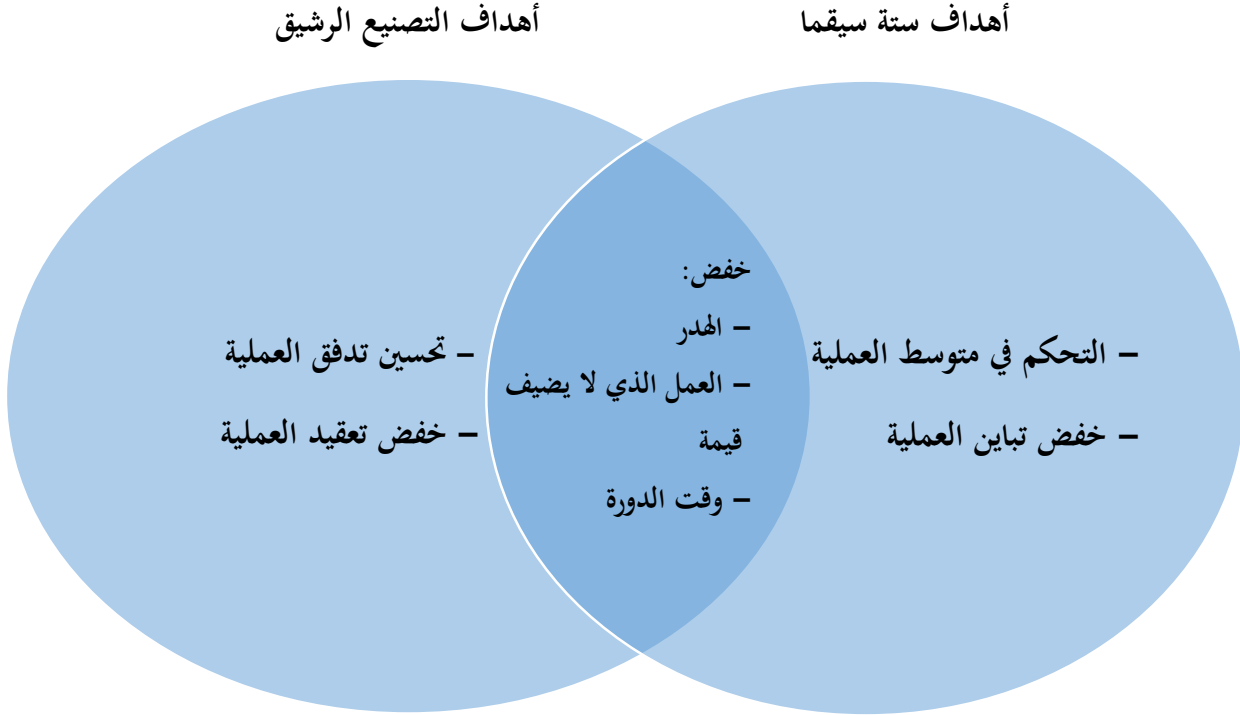 أهداف ستة سيقما
أهداف التصنيع الرشيق
– التحكم في متوسط العملية
– خفض تباين العملية
خفض:
– الهدر
– العمل الذي لا يضيف
قيمة
– وقت الدورة
– تحسين تدفق العملية
– خفض تعقيد العملية